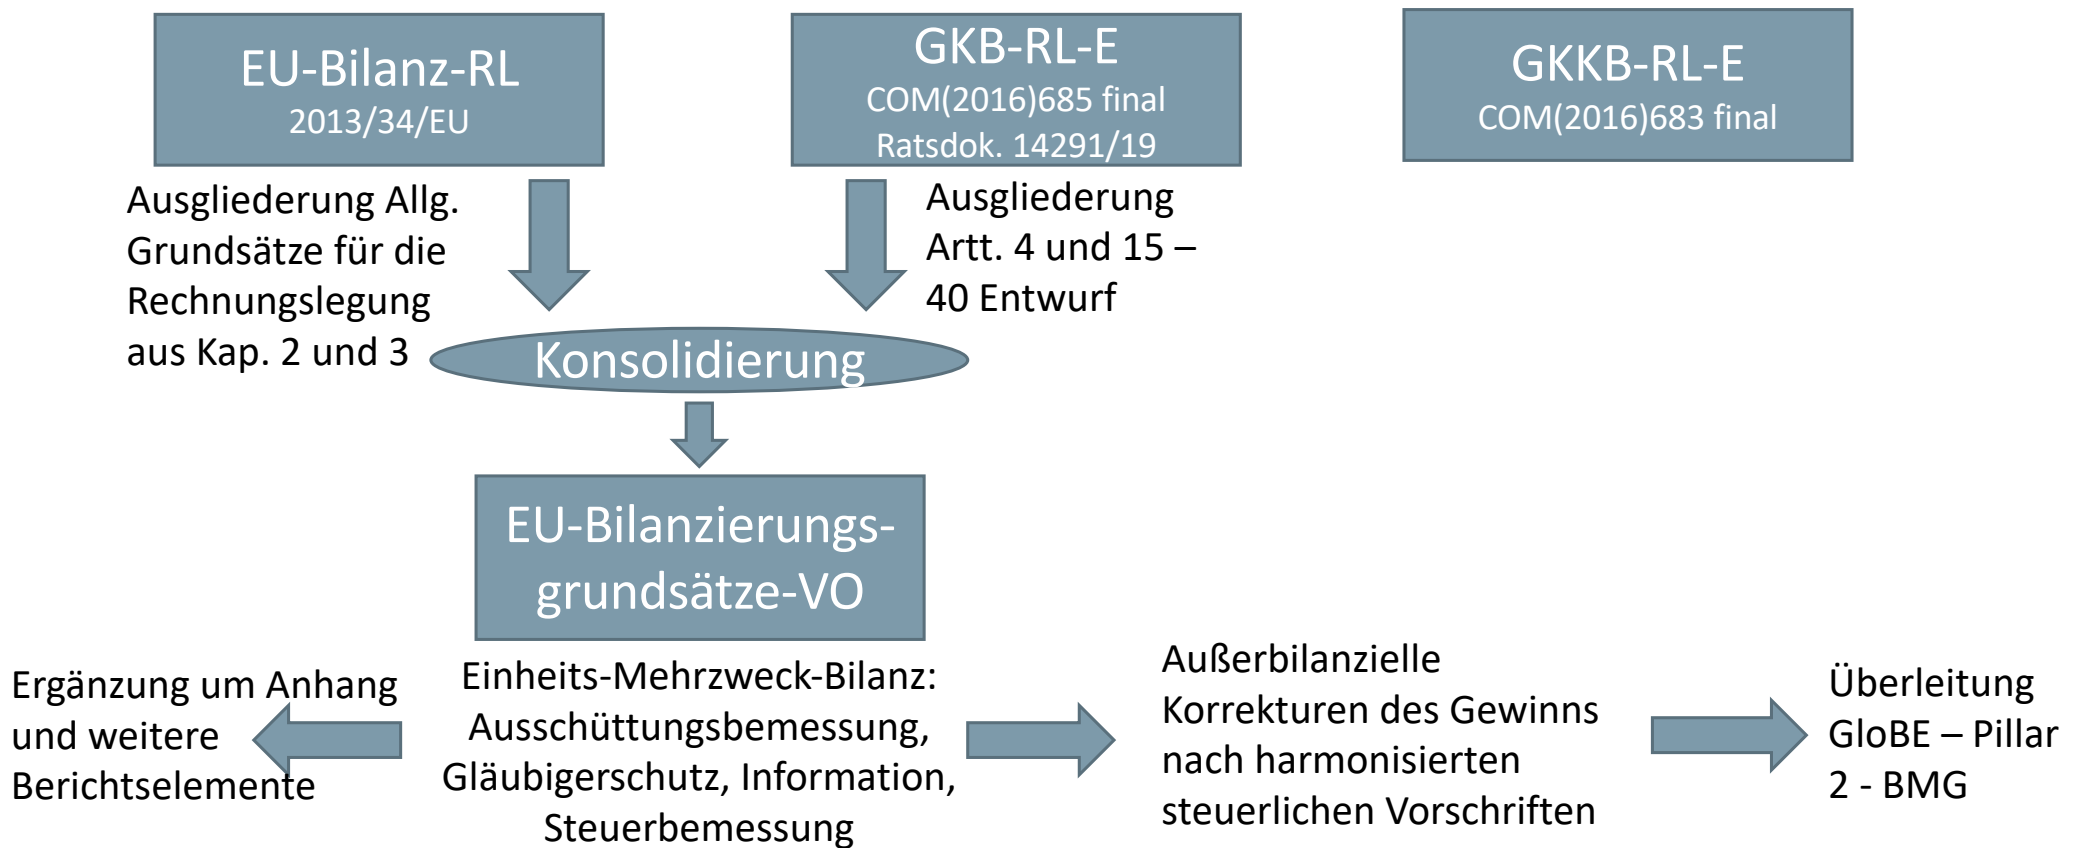 EU-Bilanz-RL
2013/34/EU
GKB-RL-E
COM(2016)685 final
Ratsdok. 14291/19
GKKB-RL-E
COM(2016)683 final
Ausgliederung Allg.
Grundsätze für die
Rechnungslegung
aus Kap. 2 und 3
Ausgliederung
Artt. 4 und 15 –
40 Entwurf
Konsolidierung
EU-Bilanzierungs-
grundsätze-VO
Ergänzung um Anhang
und weitere
Berichtselemente
Einheits-Mehrzweck-Bilanz:
Ausschüttungsbemessung,
Gläubigerschutz, Information,
Steuerbemessung
Außerbilanzielle
Korrekturen des Gewinns
nach harmonisierten
steuerlichen Vorschriften
Überleitung
GloBE – Pillar
2 - BMG